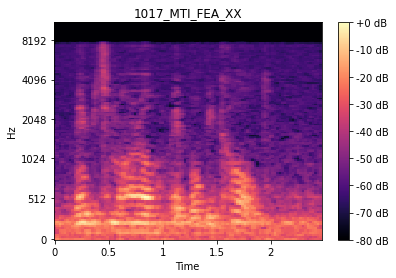 1017_MTI_FEA_XX
+0 dB
8192
-10 dB
4096
-20 dB
-30 dB
2048
-40 dB
Hz
1024
-50 dB
512
-60 dB
-70 dB
0
-80 dB
0 0.5 1 1.5 2
Time